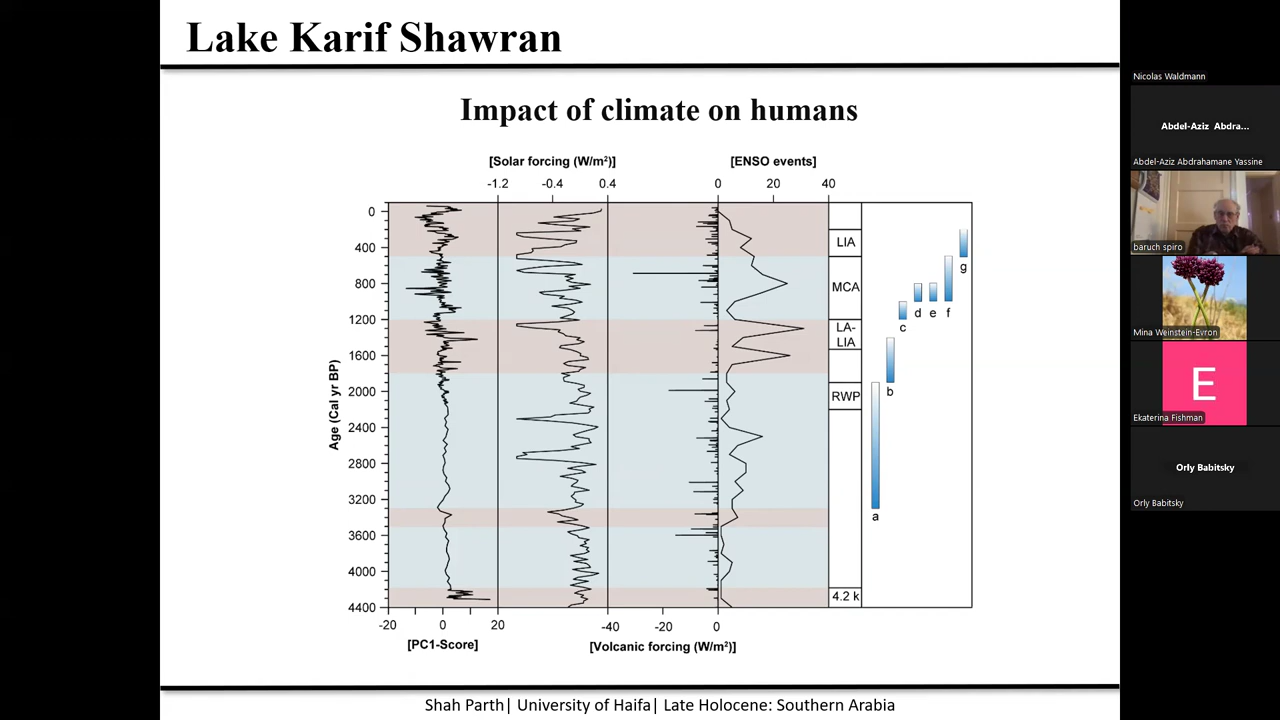 Lake Karif Shawran
Impact of climate on humans
[Solar forcing (W/m²)]
[ENSO events]
-1.2 -0.4 0.4 0 20 40
0
400
800
1200
1600
2000
2400
2800
3200
3600
4000
4400
Age (Cal yr BP)
LIA
MCA
LA-
LIA
RWP
4.2 k
g
d e f
c
b
a
-20 0 20 -40 -20 0
[PC1-Score]
[Volcanic forcing (W/m²)]
Shah Parth| University of Haifa| Late Holocene: Southern Arabia
Nicolas Waldmann
Abdel-Aziz Abdra...
Abdel-Aziz Abdrahamane Yassine
baruch spiro
Mina Weinstein-Evron
E
Ekaterina Fishman
Orly Babitsky
Orly Babitsky